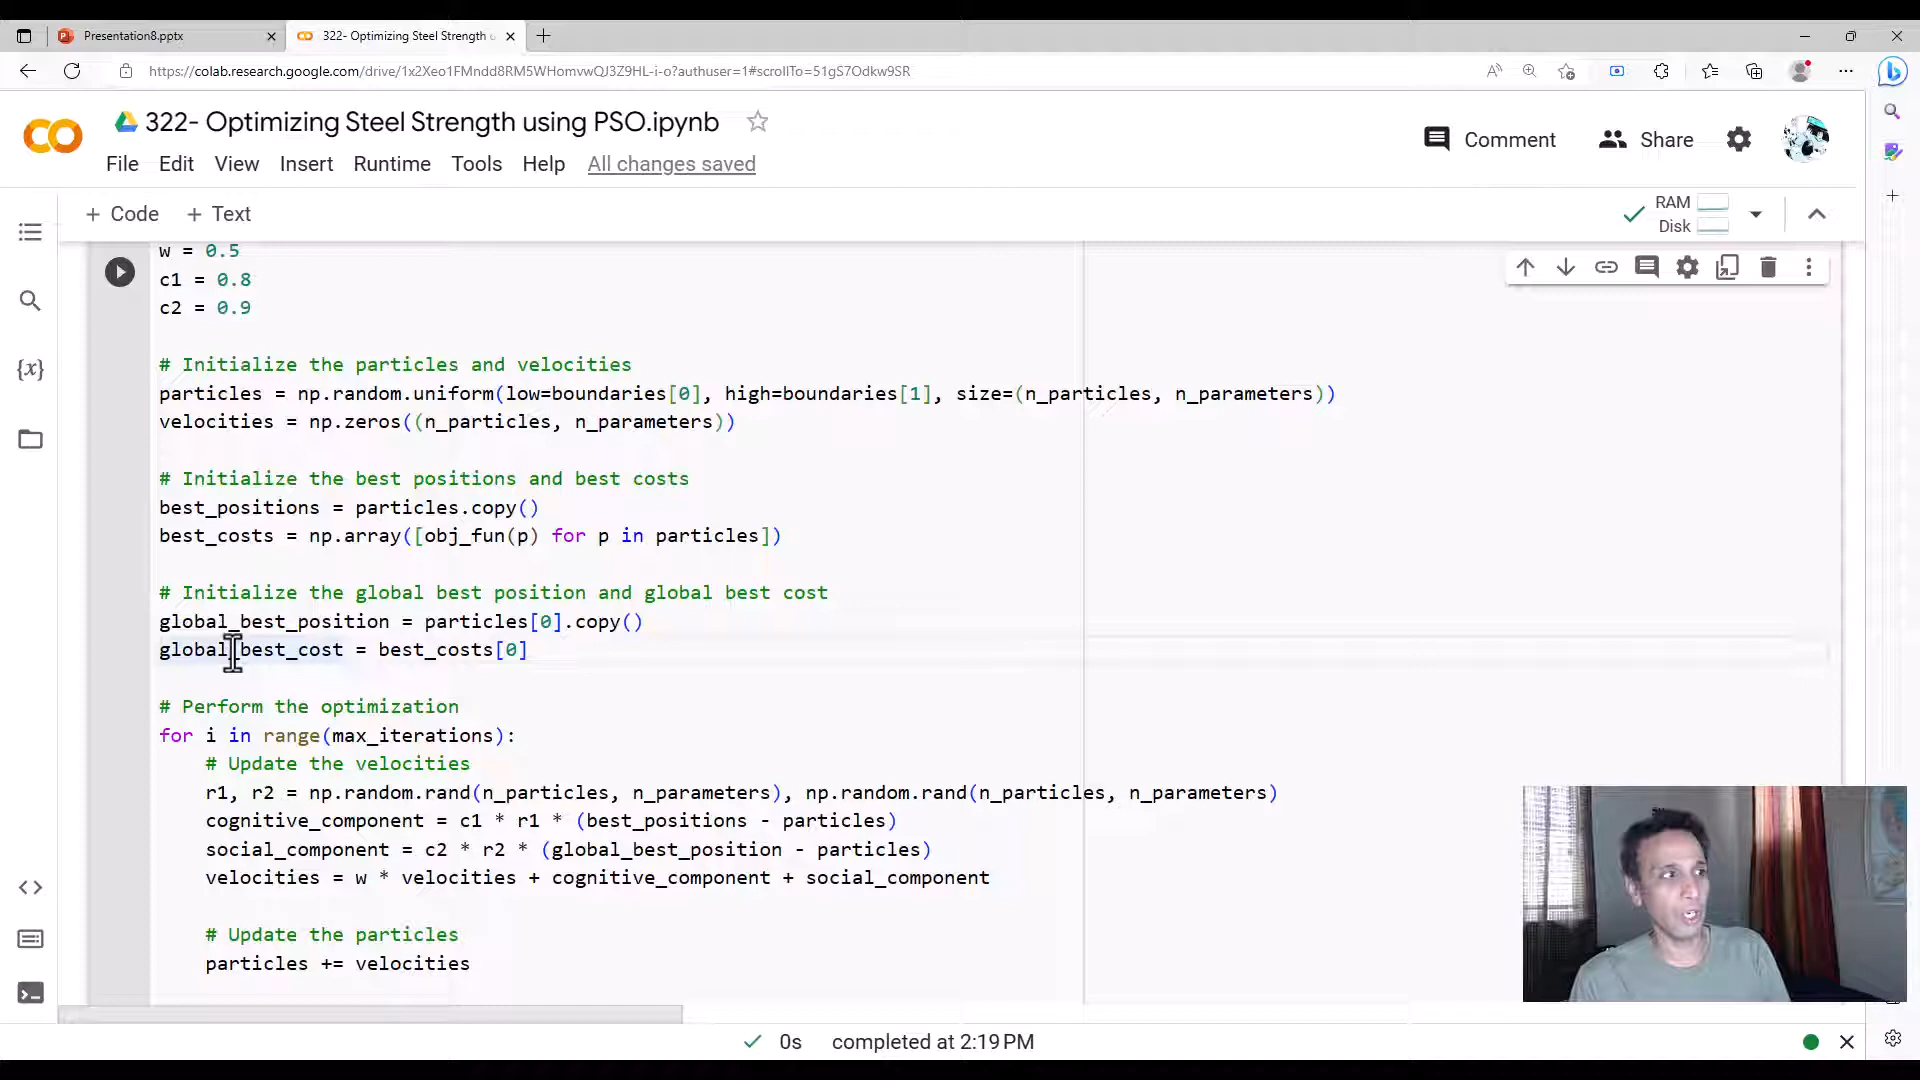 Presentation8.pptx
322- Optimizing Steel Strength
https://colab.research.google.com/drive/1x2Xeo1FMndd8RM5WHomvwQJ3Z9HL-i-o?authuser=1#scrollTo=51gS7Odkw9SR
322- Optimizing Steel Strength using PSO.ipynb
Comment
Share
File Edit View Insert Runtime Tools Help All changes saved
+ Code + Text
RAM
Disk
w = 0.5
c1 = 0.8
c2 = 0.9
# Initialize the particles and velocities
particles = np.random.uniform(low=boundaries[0], high=boundaries[1], size=(n_particles, n_parameters))
velocities = np.zeros((n_particles, n_parameters))
# Initialize the best positions and best costs
best_positions = particles.copy()
best_costs = np.array([obj_fun(p) for p in particles])
# Initialize the global best position and global best cost
global_best_position = particles[0].copy()
global_best_cost = best_costs[0]
# Perform the optimization
for i in range(max_iterations):
# Update the velocities
r1, r2 = np.random.rand(n_particles, n_parameters), np.random.rand(n_particles, n_parameters)
cognitive_component = c1 * r1 * (best_positions - particles)
social_component = c2 * r2 * (global_best_position - particles)
velocities = w * velocities + cognitive_component + social_component
# Update the particles
particles += velocities
0s completed at 2:19 PM